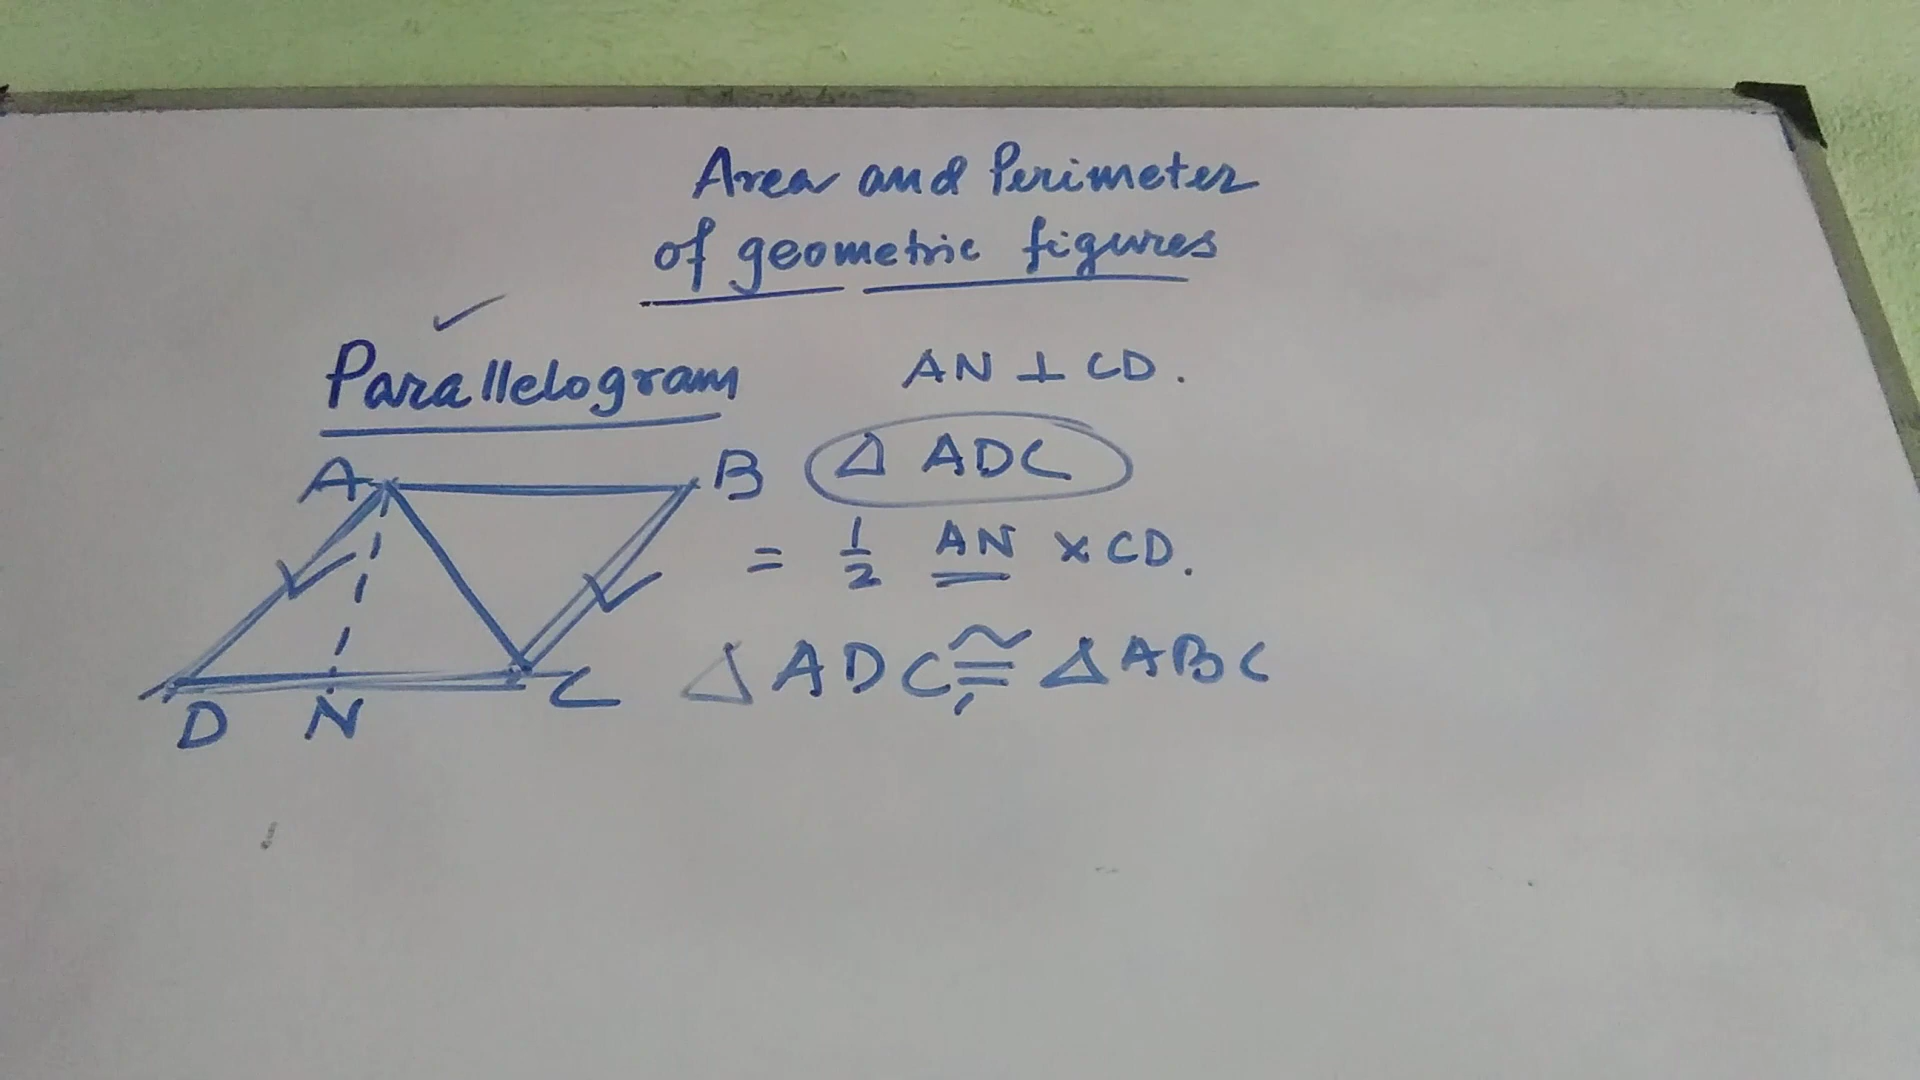 Area and Perimeter
of geometric figures
Parallelogram
AN ⊥ CD.
A
B
D
N
C
Δ ADC
= 1/2 AN × CD.
Δ ADC ≅ Δ ABC